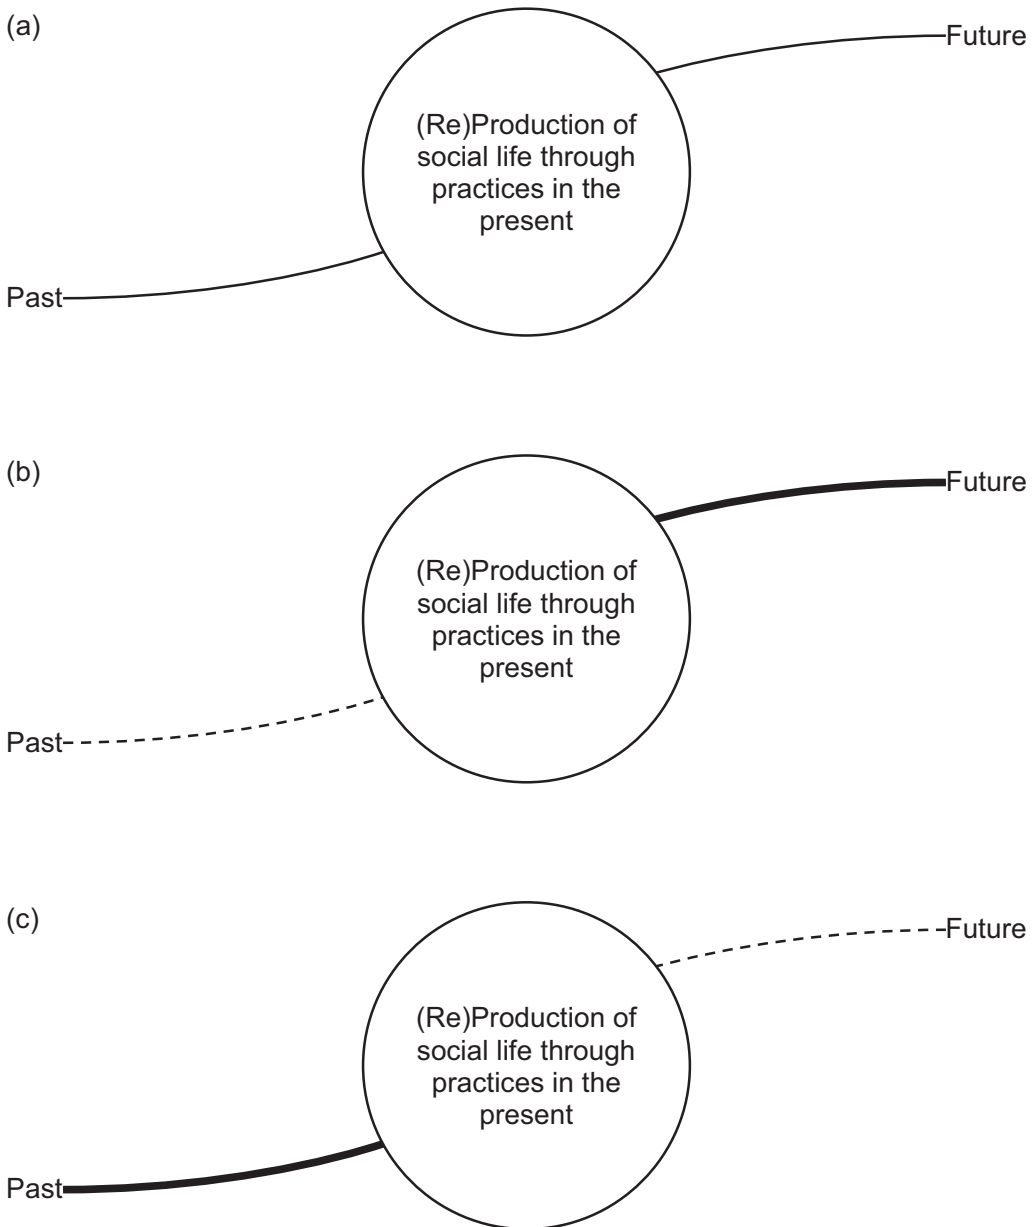 (a)
Future
(Re)Production of
social life through
practices in the
present
Past
(b)
Future
(Re)Production of
social life through
practices in the
present
Past
(c)
Future
(Re)Production of
social life through
practices in the
present
Past